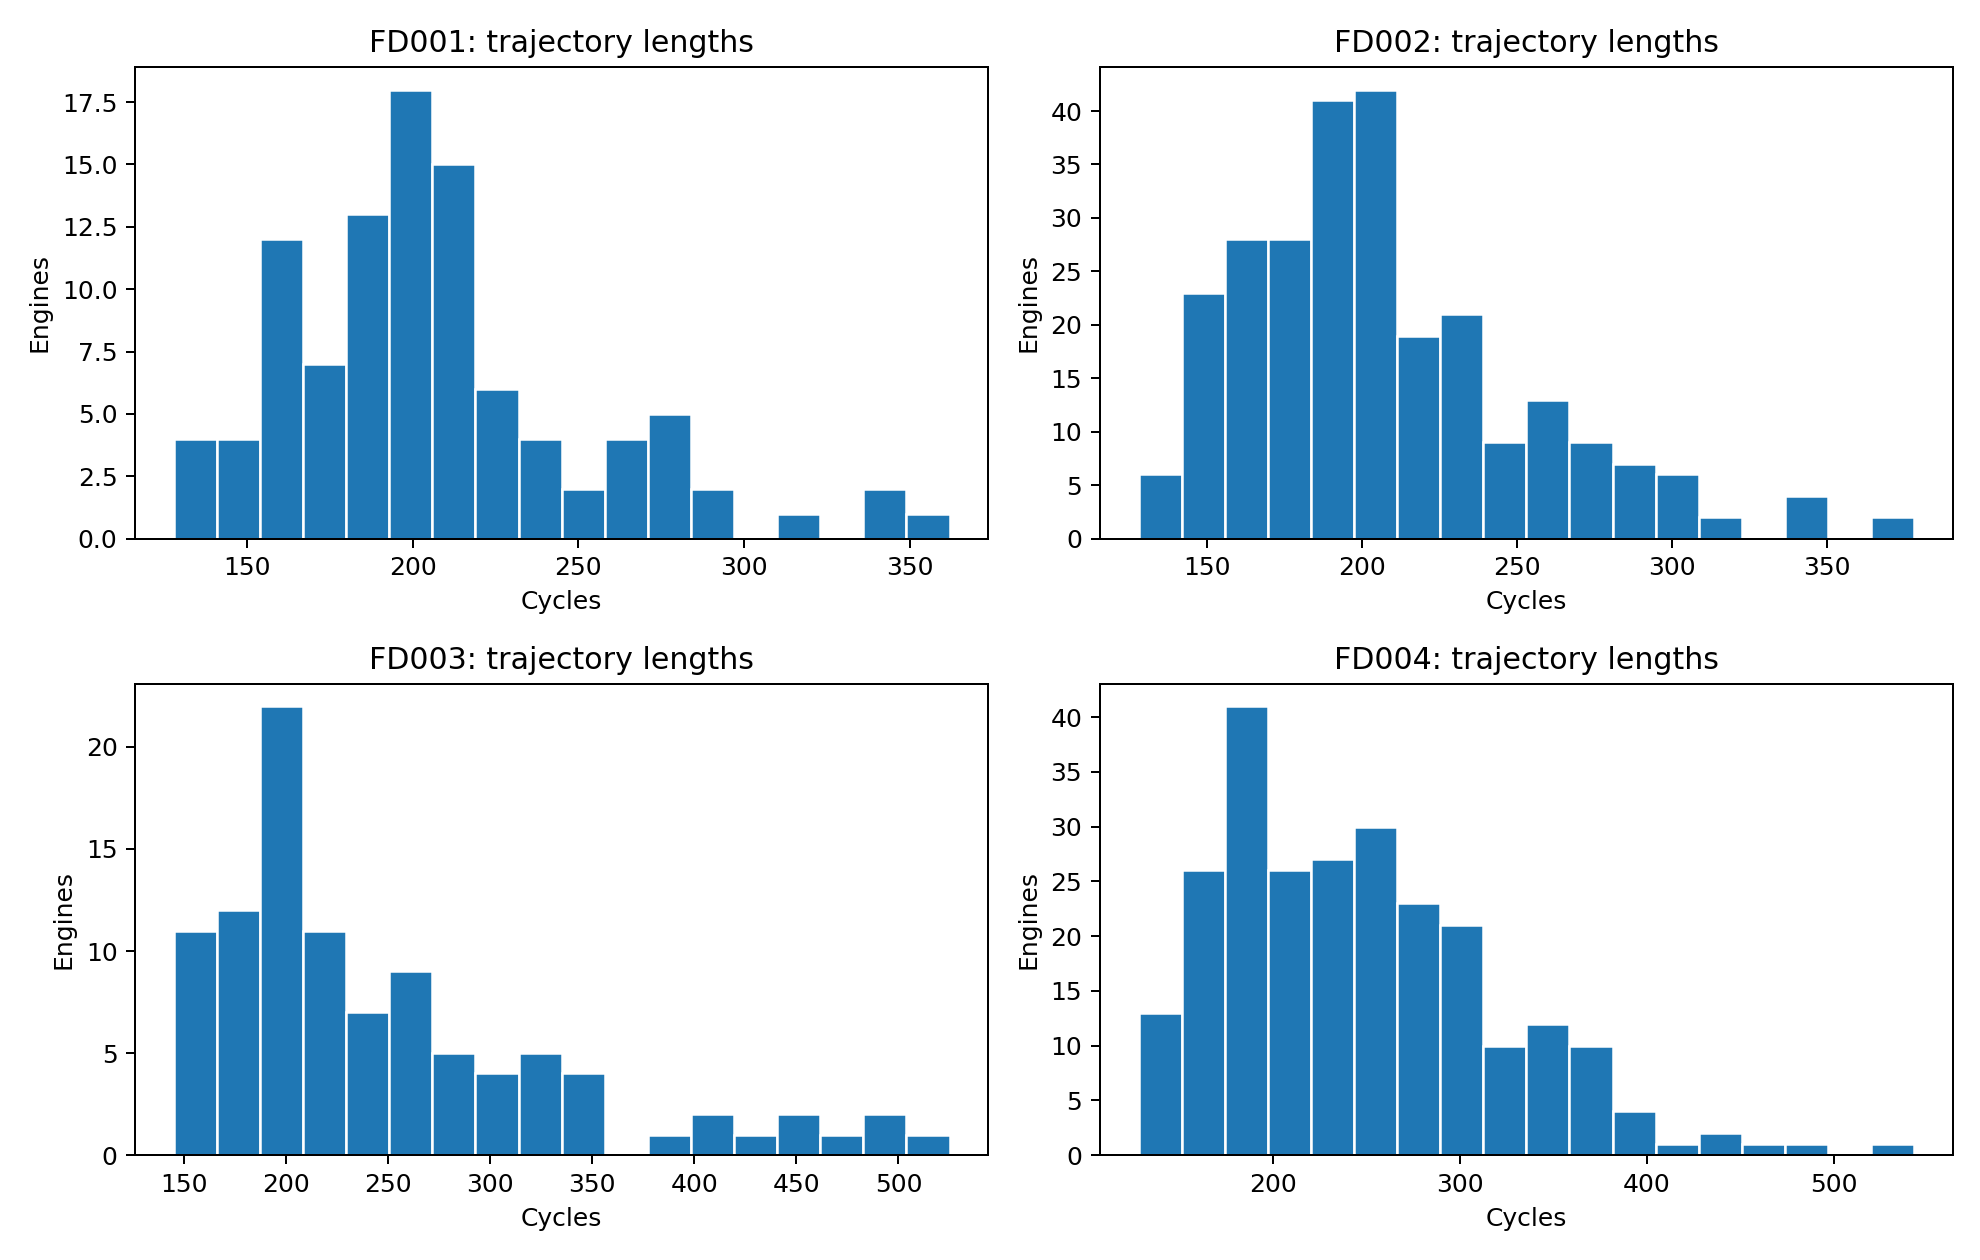 FD001: trajectory lengths
17.5
15.0
12.5
10.0
7.5
5.0
2.5
0.0
Engines
150 200 250 300 350
Cycles
FD002: trajectory lengths
40
35
30
25
20
15
10
5
0
Engines
150 200 250 300 350
Cycles
FD003: trajectory lengths
20
15
10
5
0
Engines
150 200 250 300 350 400 450 500
Cycles
FD004: trajectory lengths
40
35
30
25
20
15
10
5
0
Engines
200 300 400 500
Cycles